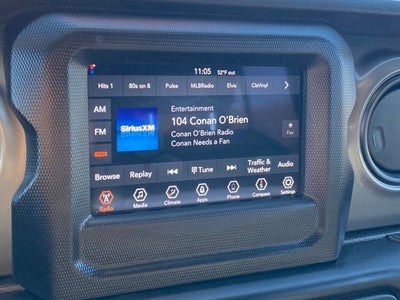 11:05 52°F out
Hits 1 80s on 8 Pulse MLBRadio Elvis ClsVinyl
AM
FM
SiriusXM
Entertainment
104 Conan O'Brien
Conan O'Brien Radio
Conan Needs a Fan
Fav
Browse Replay Tune Traffic & Weather Audio
Radio Media Climate Apps Phone Compass Settings